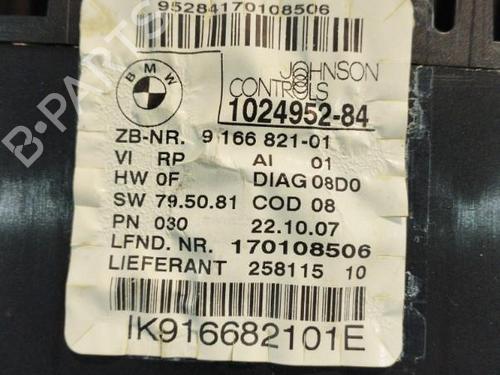 95284170108506
BMW
JOHNSON
CONTROLS
1024952-84
ZB-NR. 9 166 821-01
VI RP AI 01
HW 0F DIAG 08D0
SW 79.50.81 COD 08
PN 030 22.10.07
LFND. NR. 170108506
LIEFERANT 258115 10
IK916682101E
B-PARTS